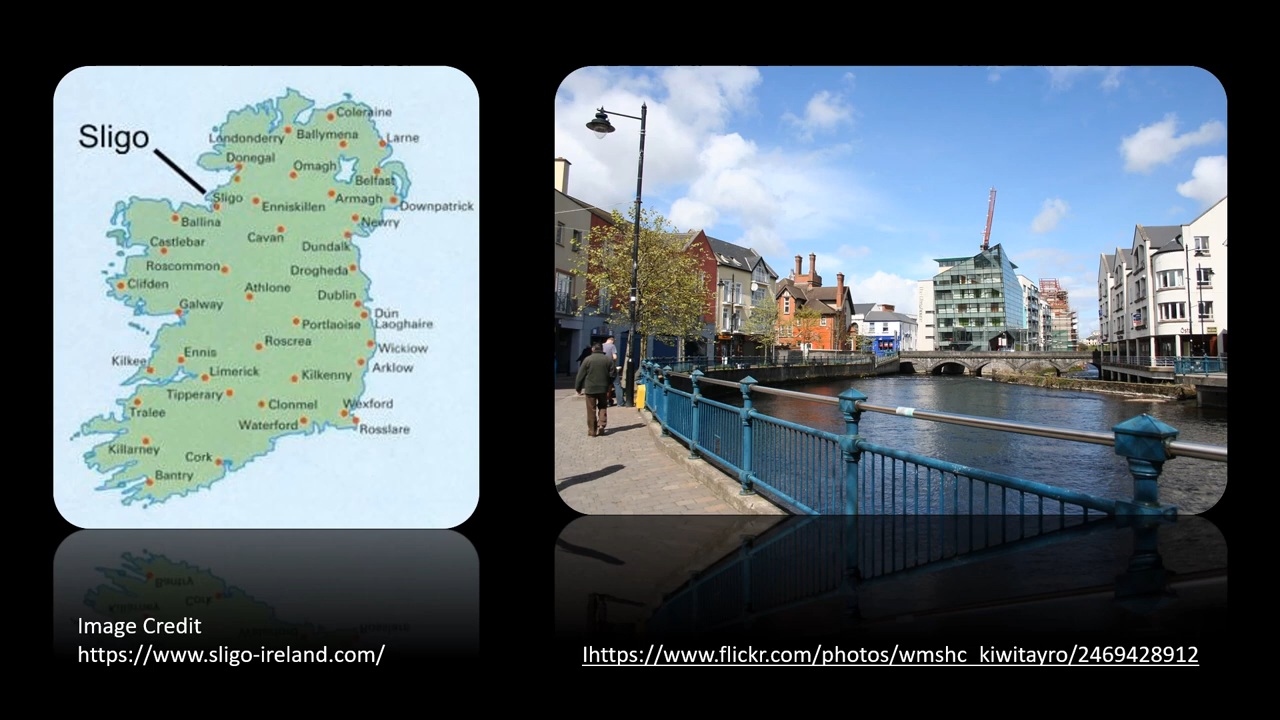 Sligo
Coleraine
Londonderry
Ballymena
Larne
Donegal
Omagh
Belfast
Sligo
Enniskillen
Armagh
Downpatrick
Ballina
Newry
Cavan
Castlebar
Dundalk
Roscommon
Drogheda
Clifden
Athlone
Dublin
Galway
Dún
Laoghaire
Portlaoise
Roscrea
Wicklow
Ennis
Kilkee
Arklow
Limerick
Kilkenny
Tipperary
Clonmel
Wexford
Tralee
Waterford
Rosslare
Killarney
Cork
Bantry
Image Credit
https://www.sligo-ireland.com/
Ihttps://www.flickr.com/photos/wmshc_kiwitayro/2469428912